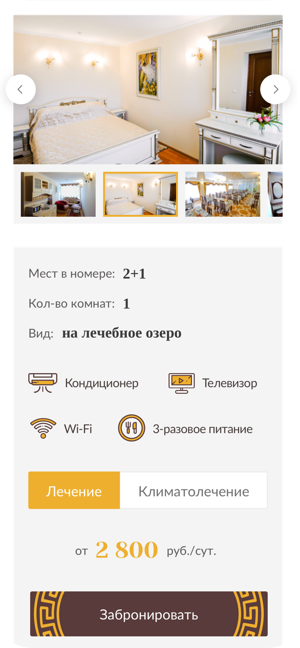 Мест в номере: 2+1
Кол-во комнат: 1
Вид: на лечебное озеро
Кондиционер Телевизор
Wi-Fi 3-разовое питание
Лечение Климатолечение
от 2 800 руб./сут.
Забронировать